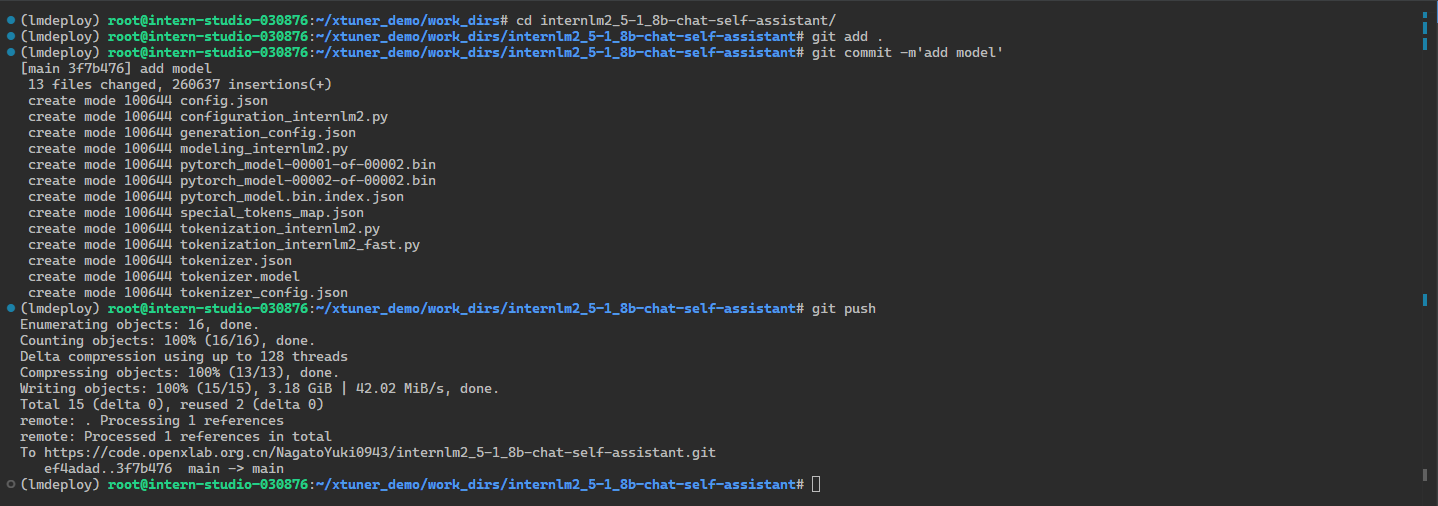 (lmdeploy) root@intern-studio-030876:~/xtuner_demo/work_dirs# cd internlm2_5-1_8b-chat-self-assistant/
(lmdeploy) root@intern-studio-030876:~/xtuner_demo/work_dirs/internlm2_5-1_8b-chat-self-assistant# git add .
(lmdeploy) root@intern-studio-030876:~/xtuner_demo/work_dirs/internlm2_5-1_8b-chat-self-assistant# git commit -m'add model'
[main 3f7b476] add model
 13 files changed, 260637 insertions(+)
 create mode 100644 config.json
 create mode 100644 configuration_internlm2.py
 create mode 100644 generation_config.json
 create mode 100644 modeling_internlm2.py
 create mode 100644 pytorch_model-00001-of-00002.bin
 create mode 100644 pytorch_model-00002-of-00002.bin
 create mode 100644 pytorch_model.bin.index.json
 create mode 100644 special_tokens_map.json
 create mode 100644 tokenization_internlm2.py
 create mode 100644 tokenization_internlm2_fast.py
 create mode 100644 tokenizer.json
 create mode 100644 tokenizer.model
 create mode 100644 tokenizer_config.json
(lmdeploy) root@intern-studio-030876:~/xtuner_demo/work_dirs/internlm2_5-1_8b-chat-self-assistant# git push
Enumerating objects: 16, done.
Counting objects: 100% (16/16), done.
Delta compression using up to 128 threads
Compressing objects: 100% (13/13), done.
Writing objects: 100% (15/15), 3.18 GiB | 42.02 MiB/s, done.
Total 15 (delta 0), reused 2 (delta 0)
remote: . Processing 1 references
remote: Processed 1 references in total
To https://code.openxlab.org.cn/NagatoYuki0943/internlm2_5-1_8b-chat-self-assistant.git
   ef4adad..3f7b476  main -> main
(lmdeploy) root@intern-studio-030876:~/xtuner_demo/work_dirs/internlm2_5-1_8b-chat-self-assistant#